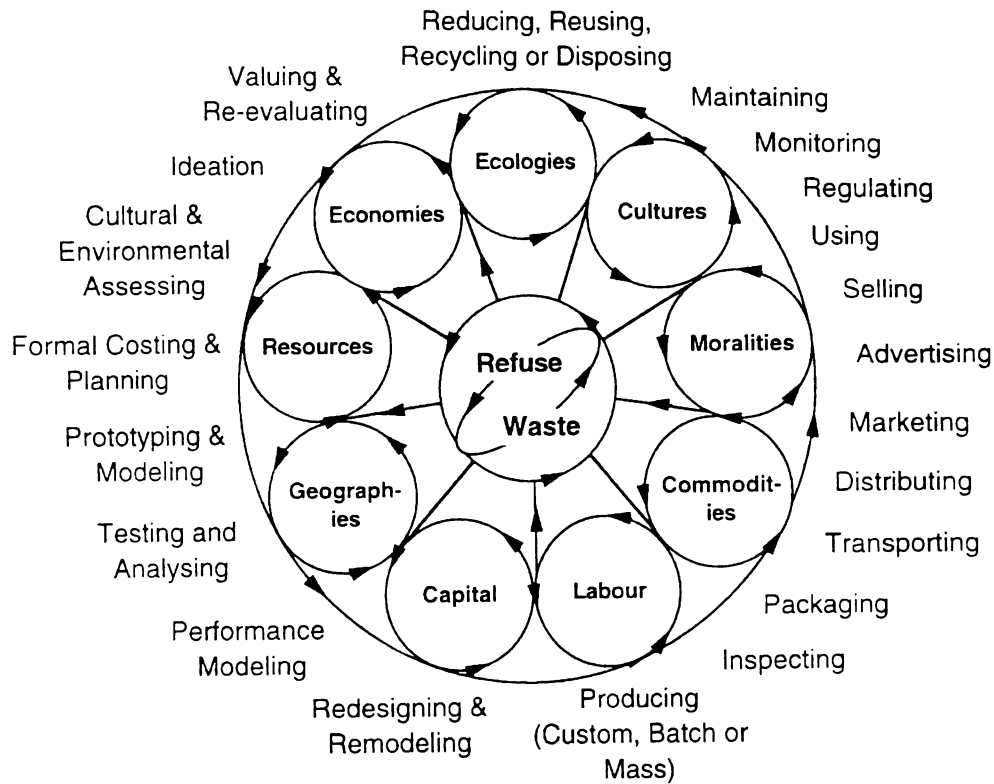 Reducing, Reusing,
Recycling or Disposing
Valuing &
Re-evaluating
Ideation
Cultural &
Environmental
Assessing
Formal Costing &
Planning
Prototyping &
Modeling
Testing and
Analysing
Performance
Modeling
Redesigning &
Remodeling
Producing
(Custom, Batch or
Mass)
Inspecting
Packaging
Transporting
Distributing
Marketing
Advertising
Selling
Using
Regulating
Monitoring
Maintaining
Ecologies
Economies
Resources
Geograph-
ies
Capital
Labour
Commodit-
ies
Moralities
Cultures
Refuse
Waste